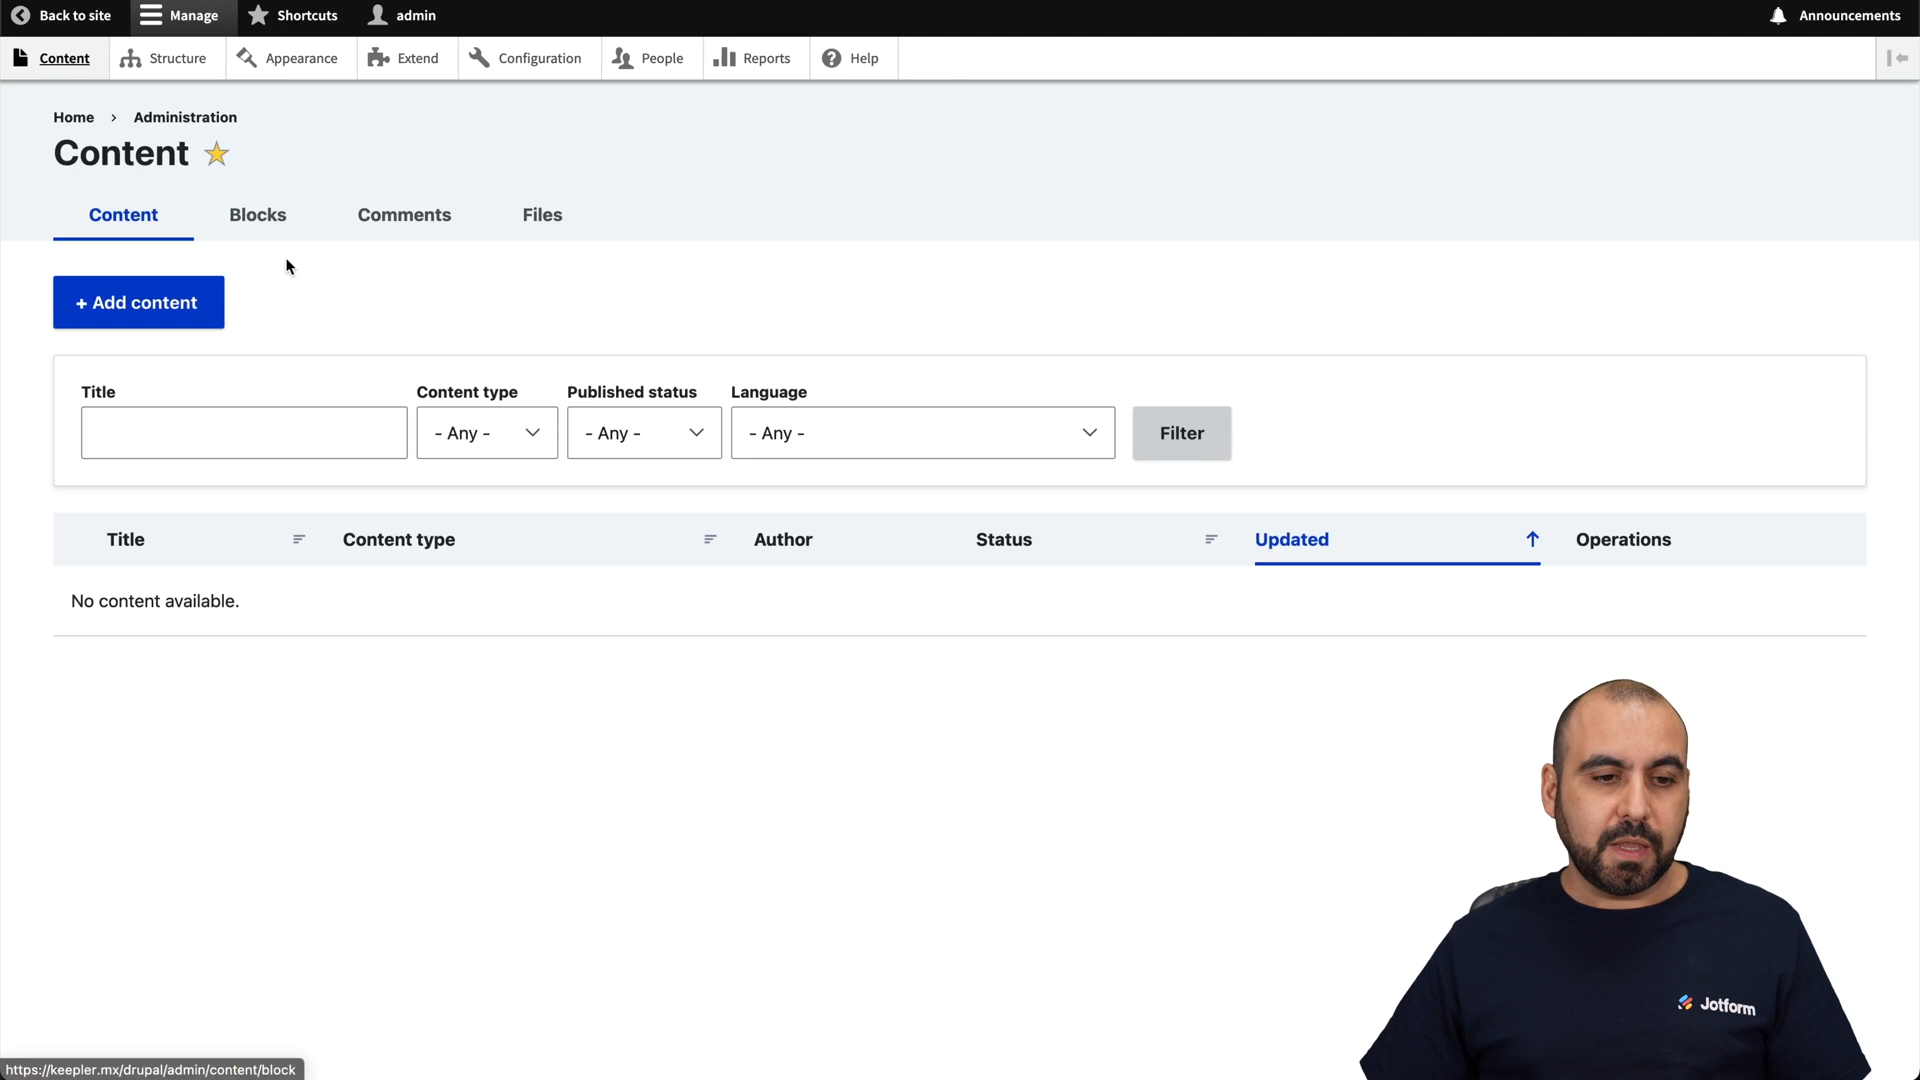 Back to site Manage Shortcuts admin Announcements
Content Structure Appearance Extend Configuration People Reports Help
Home › Administration
Content
Content Blocks Comments Files
+ Add content
Title Content type Published status Language
- Any - - Any - - Any - Filter
Title Content type Author Status Updated Operations
No content available.
Jotform
https://keepler.mx/drupal/admin/content/block